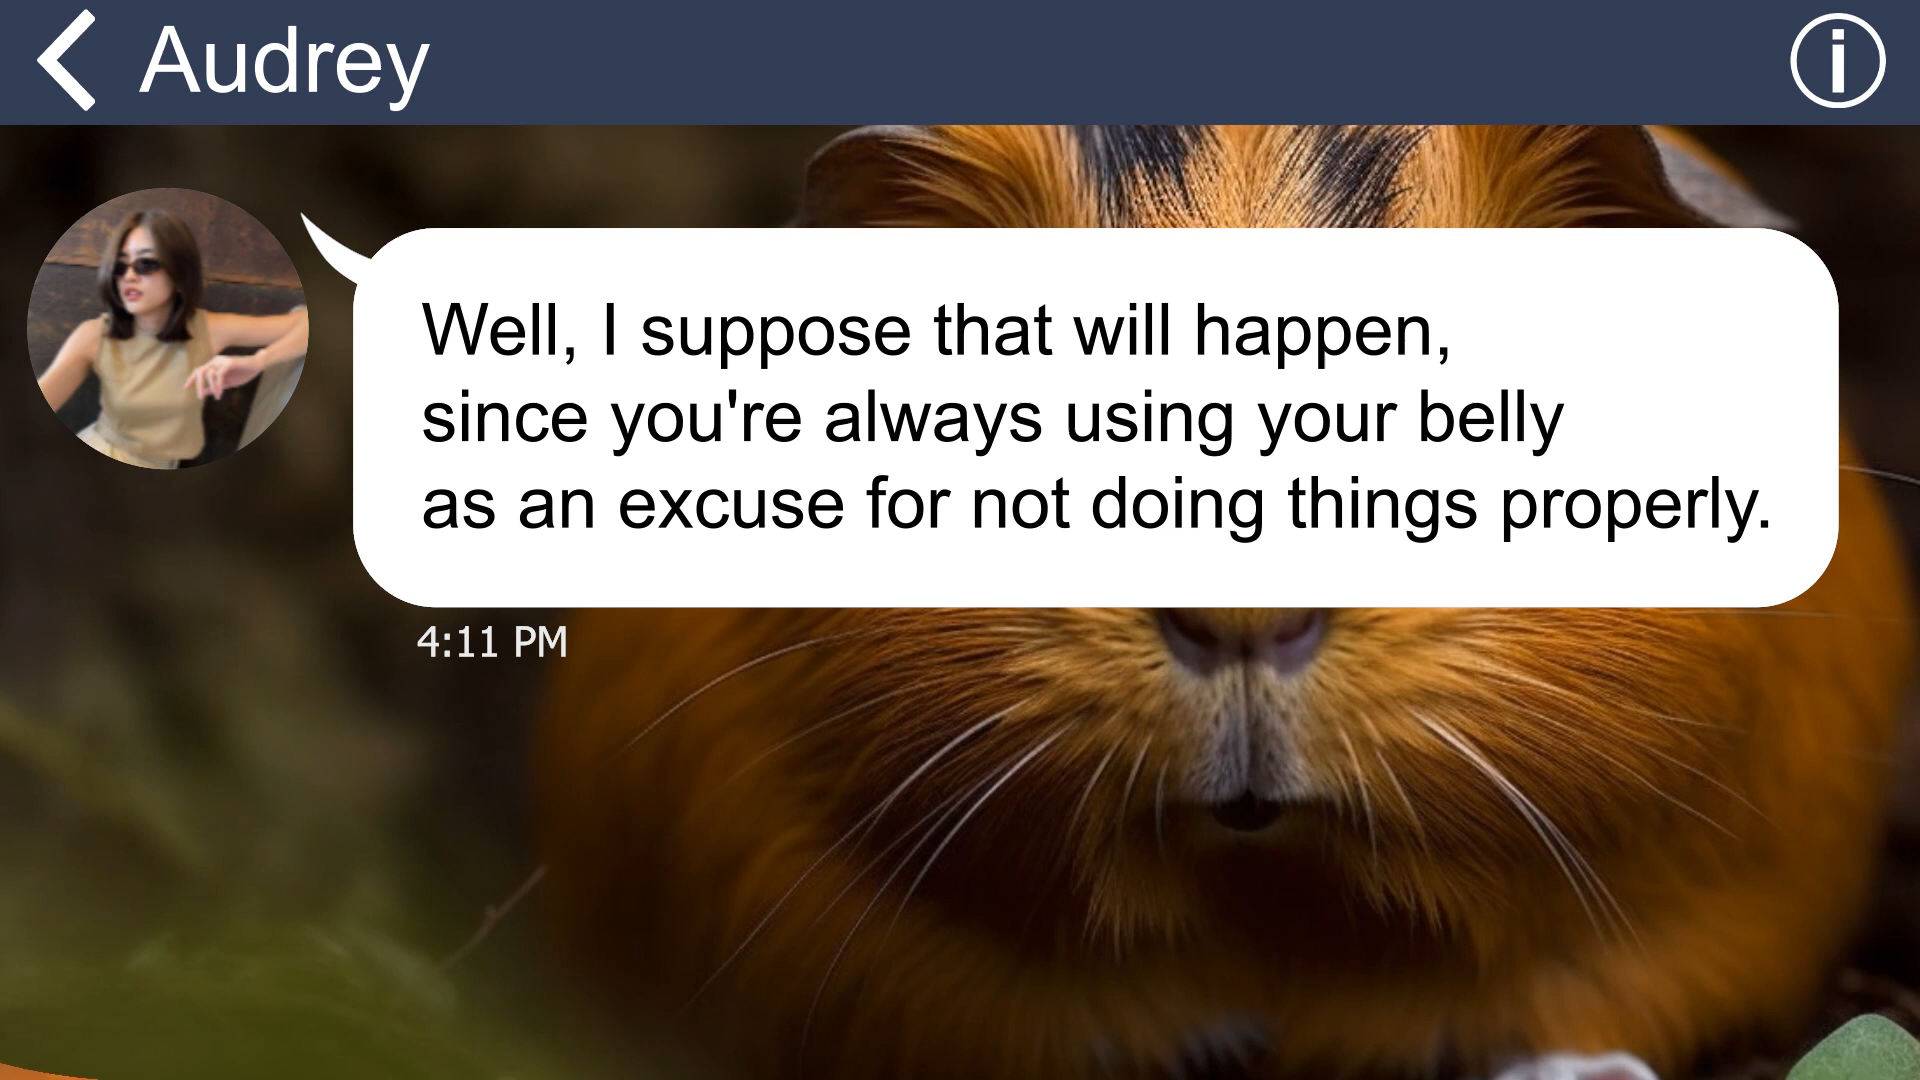 Audrey
Well, I suppose that will happen,
since you're always using your belly
as an excuse for not doing things properly.
4:11 PM